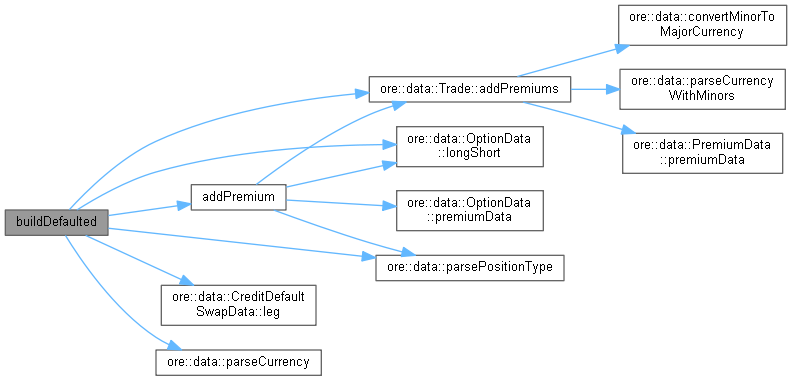 ore::data::convertMinorTo
MajorCurrency
ore::data::Trade::addPremiums
ore::data::parseCurrency
WithMinors
ore::data::OptionData
::longShort
ore::data::PremiumData
::premiumData
addPremium
ore::data::OptionData
::premiumData
buildDefaulted
ore::data::parsePositionType
ore::data::CreditDefault
SwapData::leg
ore::data::parseCurrency